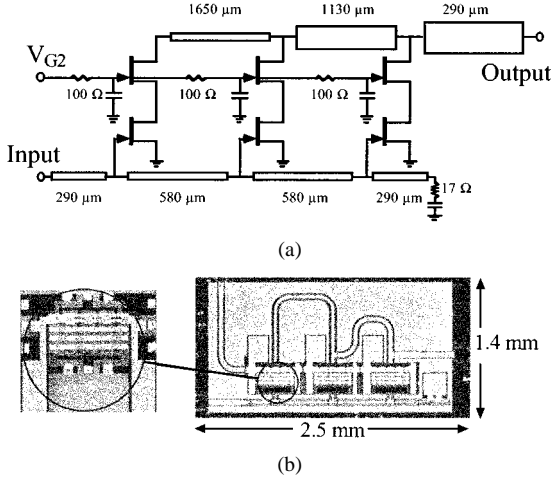 1650 µm 1130 µm 290 µm
V_G2
100 Ω 100 Ω 100 Ω
Output
Input
290 µm 580 µm 580 µm 290 µm 17 Ω
(a)
1.4 mm
2.5 mm
(b)